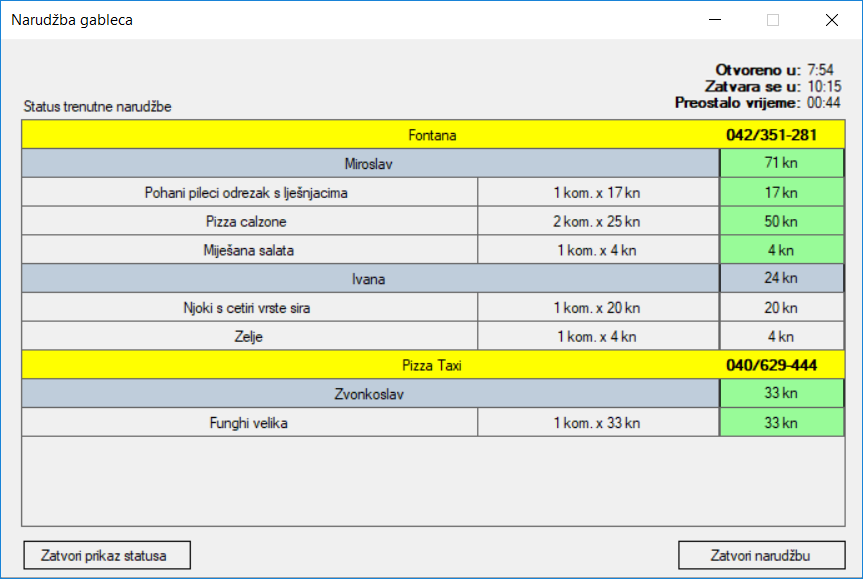 Narudžba gableca
Otvoreno u: 7:54
Zatvara se u: 10:15
Status trenutne narudžbe
Preostalo vrijeme: 00:44
Fontana 042/351-281
Miroslav 71 kn
Pohani pileci odrezak s lješnjacima 1 kom. x 17 kn 17 kn
Pizza calzone 2 kom. x 25 kn 50 kn
Miješana salata 1 kom. x 4 kn 4 kn
Ivana 24 kn
Njoki s cetiri vrste sira 1 kom. x 20 kn 20 kn
Zelje 1 kom. x 4 kn 4 kn
Pizza Taxi 040/629-444
Zvonkoslav 33 kn
Funghi velika 1 kom. x 33 kn 33 kn
Zatvori prikaz statusa Zatvori narudžbu